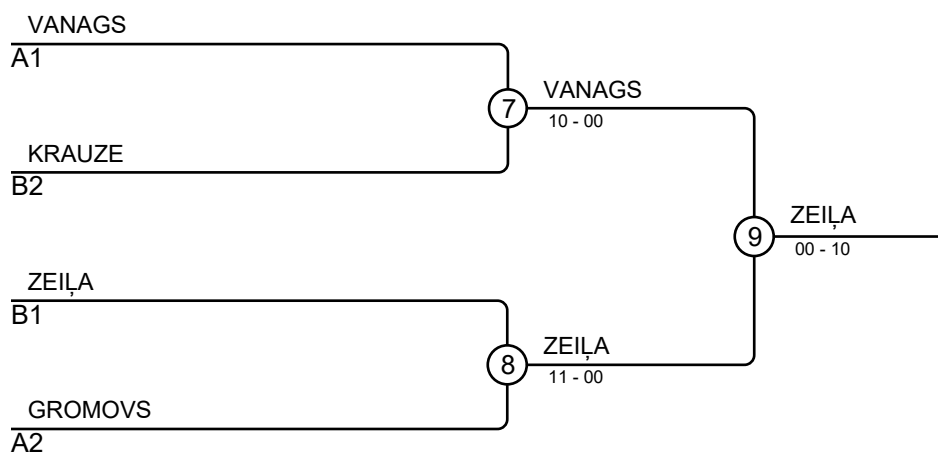 VANAGS
A1
7
VANAGS
10 - 00
KRAUZE
B2
9
ZEIĻA
00 - 10
ZEIĻA
B1
8
ZEIĻA
11 - 00
GROMOVS
A2